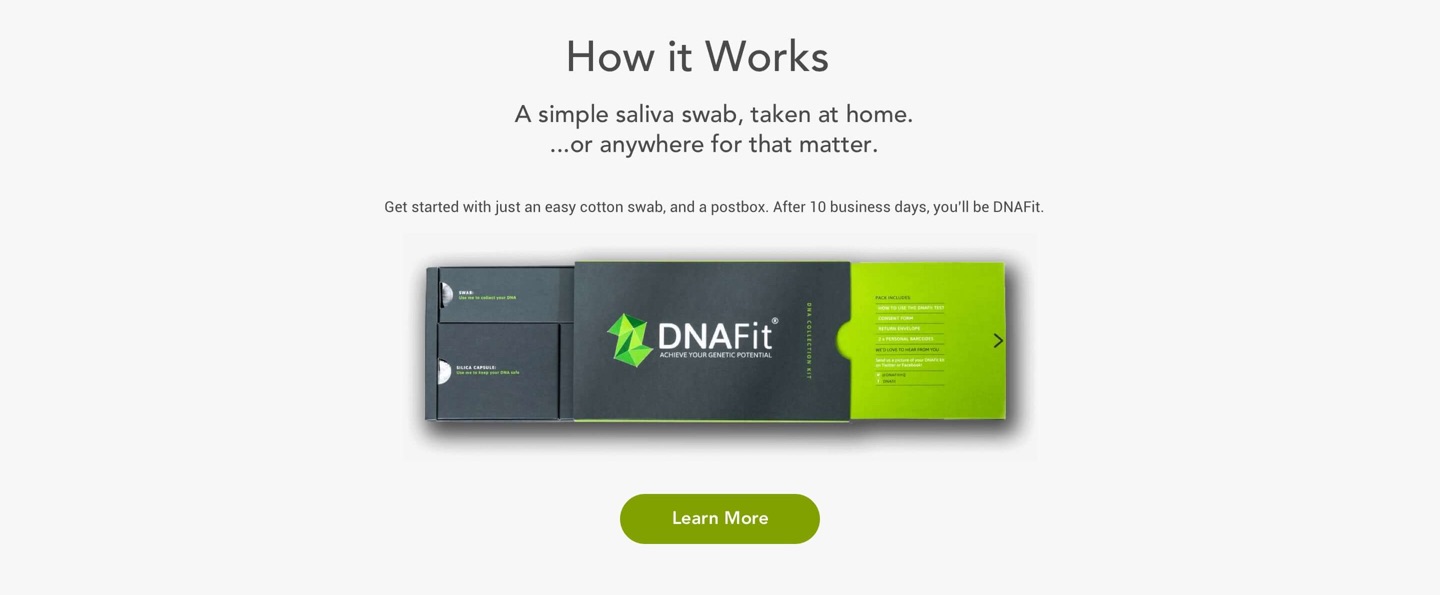 How it Works
A simple saliva swab, taken at home.
...or anywhere for that matter.
Get started with just an easy cotton swab, and a postbox. After 10 business days, you'll be DNAFit.
SWAB:
Use me to collect your DNA
SILICA CAPSULE:
Use me to keep your DNA safe
DNAFit®
ACHIEVE YOUR GENETIC POTENTIAL
DNA COLLECTION KIT
PACK INCLUDES:
HOW TO USE THE DNAFit TEST
CONSENT FORM
RETURN ENVELOPE
2 x PERSONAL BARCODES
WE'D LOVE TO HEAR FROM YOU
Send us a picture of your DNAFit kit
on Twitter or Facebook!
Learn More